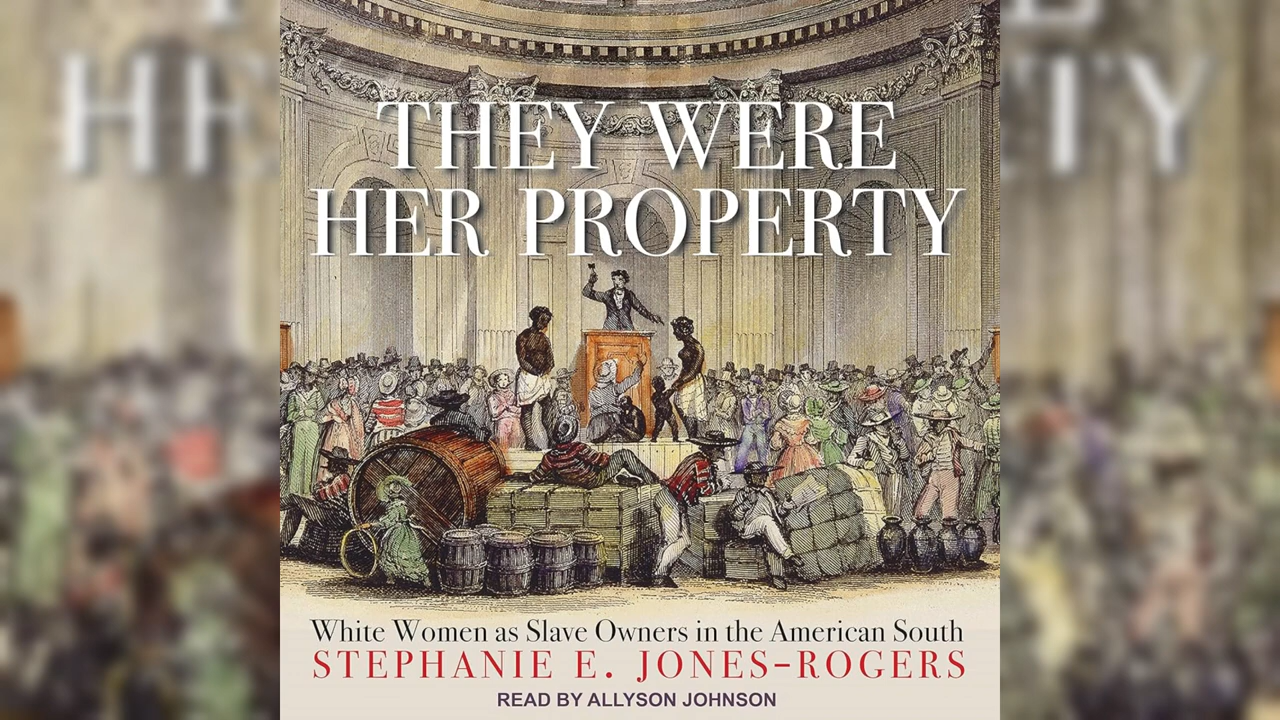 THEY WERE
HER PROPERTY
White Women as Slave Owners in the American South
STEPHANIE E. JONES-ROGERS
READ BY ALLYSON JOHNSON